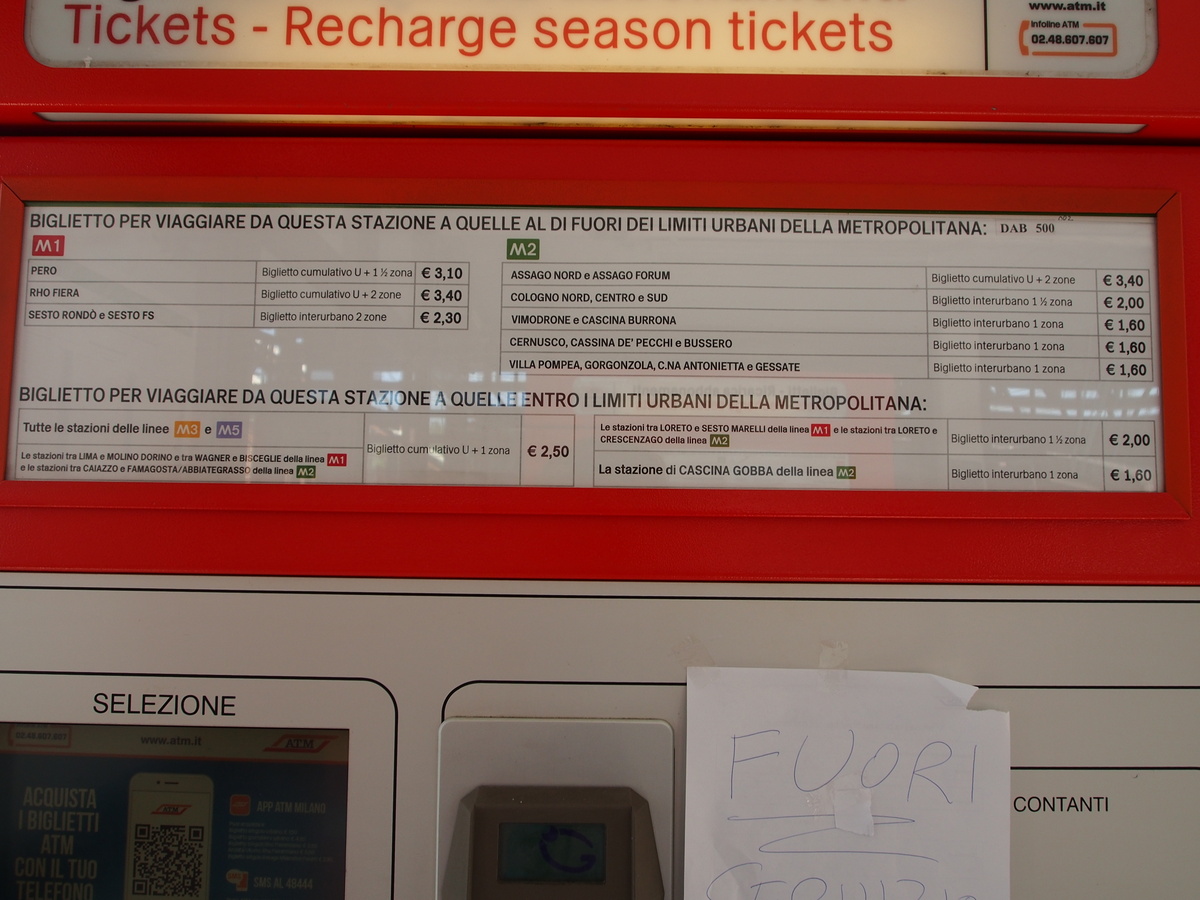 Tickets - Recharge season tickets
www.atm.it
Infoline ATM
02.48.607.607
BIGLIETTO PER VIAGGIARE DA QUESTA STAZIONE A QUELLE AL DI FUORI DEI LIMITI URBANI DELLA METROPOLITANA: DAB 500
M1
PERO Biglietto cumulativo U + 1 ½ zona € 3,10
RHO FIERA Biglietto cumulativo U + 2 zone € 3,40
SESTO RONDÒ e SESTO FS Biglietto interurbano 2 zone € 2,30
M2
ASSAGO NORD e ASSAGO FORUM Biglietto cumulativo U + 2 zone € 3,40
COLOGNO NORD, CENTRO e SUD Biglietto interurbano 1 ½ zona € 2,00
VIMODRONE e CASCINA BURRONA Biglietto interurbano 1 zona € 1,60
CERNUSCO, CASSINA DE' PECCHI e BUSSERO Biglietto interurbano 1 zona € 1,60
VILLA POMPEA, GORGONZOLA, C.NA ANTONIETTA e GESSATE Biglietto interurbano 1 zona € 1,60
BIGLIETTO PER VIAGGIARE DA QUESTA STAZIONE A QUELLE ENTRO I LIMITI URBANI DELLA METROPOLITANA:
Tutte le stazioni delle linee M3 e M5
Le stazioni tra LIMA e MOLINO DORINO e tra WAGNER e BISCEGLIE della linea M1
e le stazioni tra CAIAZZO e FAMAGOSTA/ABBIATEGRASSO della linea M2
Biglietto cumulativo U + 1 zona € 2,50
Le stazioni tra LORETO e SESTO MARELLI della linea M1 e le stazioni tra LORETO e
CRESCENZAGO della linea M2
Biglietto interurbano 1 ½ zona € 2,00
La stazione di CASCINA GOBBA della linea M2 Biglietto interurbano 1 zona € 1,60
SELEZIONE
02.48.607.607
www.atm.it
ATM
ACQUISTA
I BIGLIETTI
ATM
CON IL TUO
TELEFONO
ATM
APP ATM MILANO
SMS AL 48444
FUORI
SERVIZIO
CONTANTI